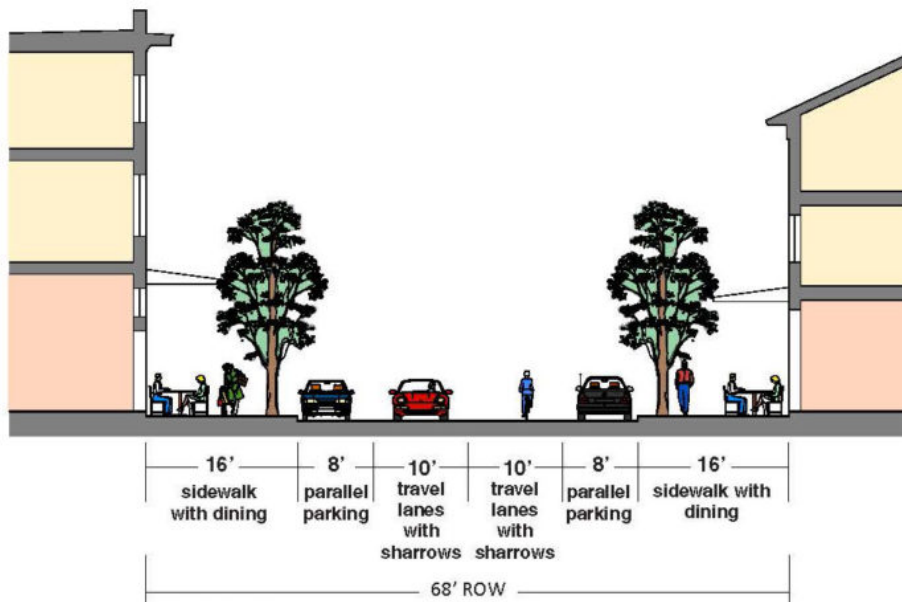 16’ 8’ 10’ 10’ 8’ 16’
sidewalk with dining
parallel parking
travel lanes with sharrows
travel lanes with sharrows
parallel parking
sidewalk with dining
68’ ROW